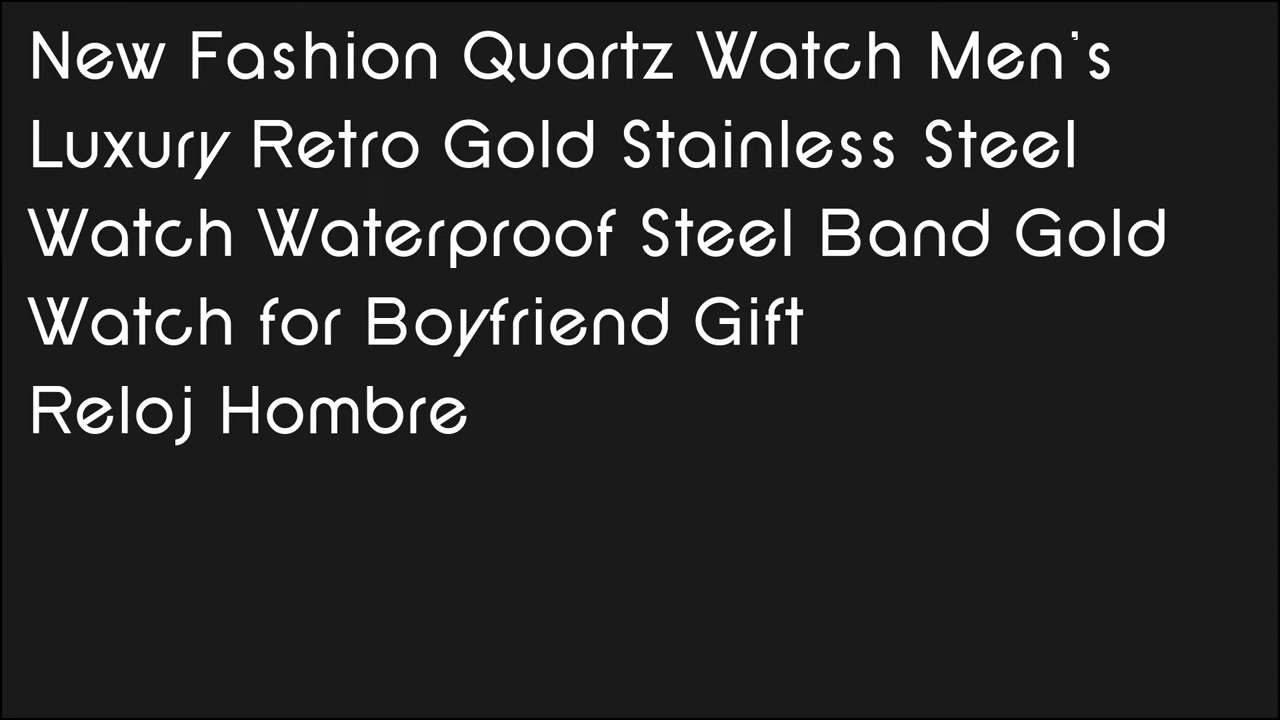 New Fashion Quartz Watch Men's
Luxury Retro Gold Stainless Steel
Watch Waterproof Steel Band Gold
Watch for Boyfriend Gift
Reloj Hombre